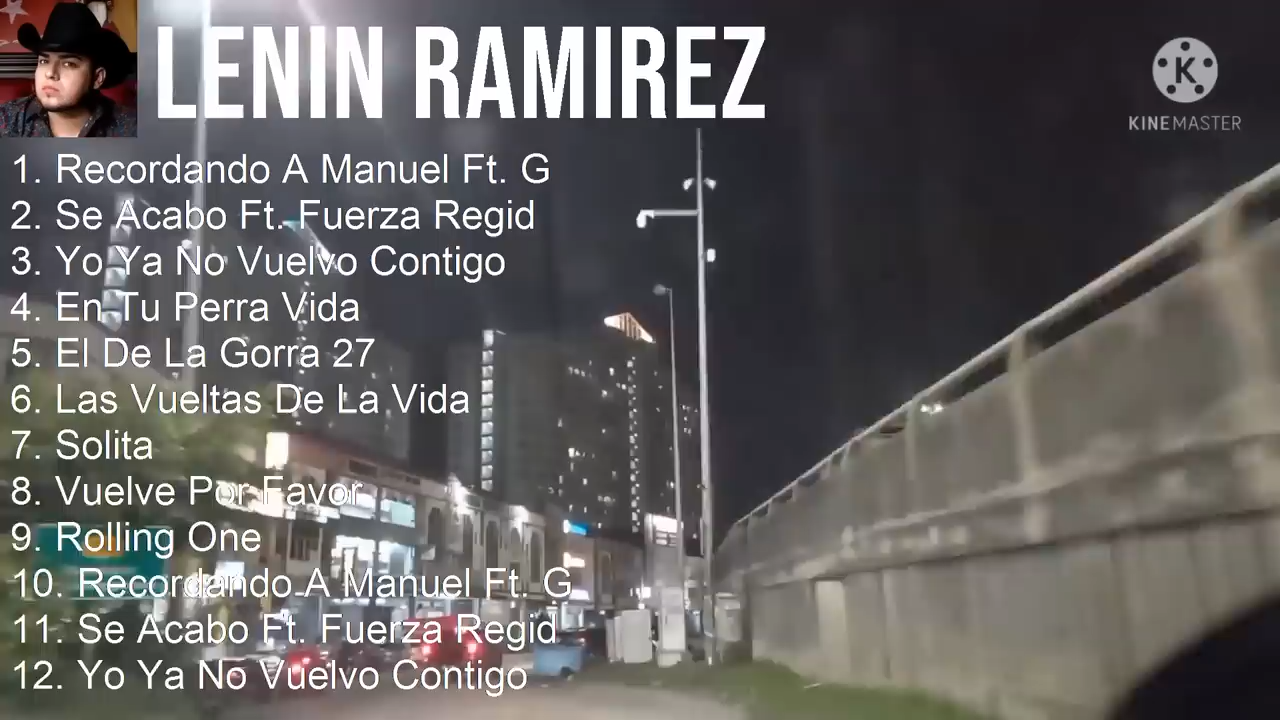 LENIN RAMIREZ
K
KINEMASTER
1. Recordando A Manuel Ft. G
2. Se Acabo Ft. Fuerza Regid
3. Yo Ya No Vuelvo Contigo
4. En Tu Perra Vida
5. El De La Gorra 27
6. Las Vueltas De La Vida
7. Solita
8. Vuelve Por Favor
9. Rolling One
10. Recordando A Manuel Ft. G
11. Se Acabo Ft. Fuerza Regid
12. Yo Ya No Vuelvo Contigo